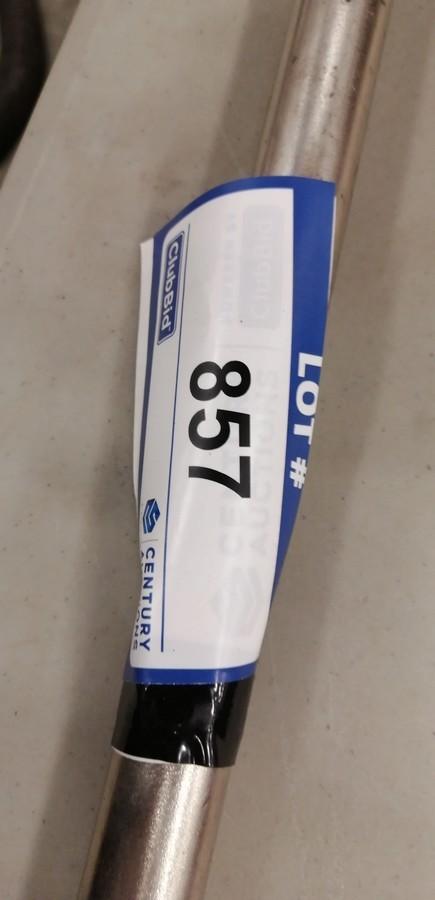 LOT #
857
ClubBid
CENTURY